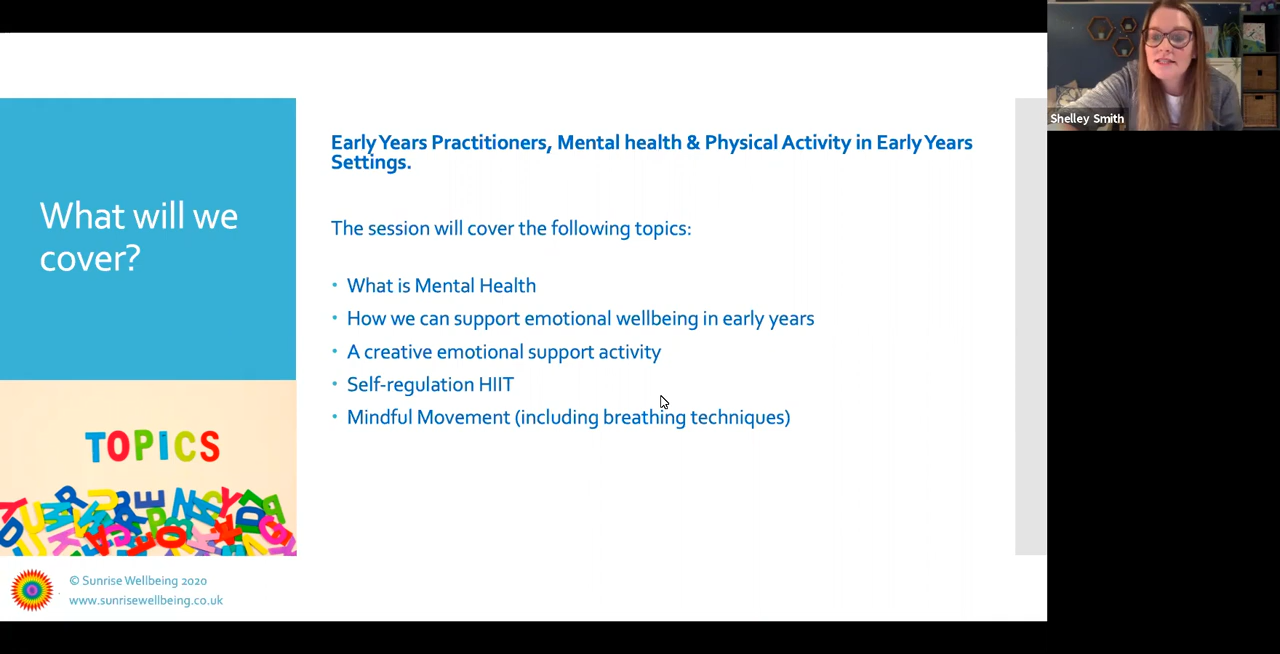 Shelley Smith
What will we
cover?
Early Years Practitioners, Mental health & Physical Activity in Early Years
Settings.
The session will cover the following topics:
• What is Mental Health
• How we can support emotional wellbeing in early years
• A creative emotional support activity
• Self-regulation HIIT
• Mindful Movement (including breathing techniques)
TOPICS
© Sunrise Wellbeing 2020
www.sunrisewellbeing.co.uk